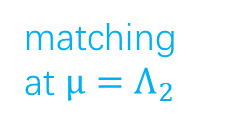 matching
at μ = Λ₂